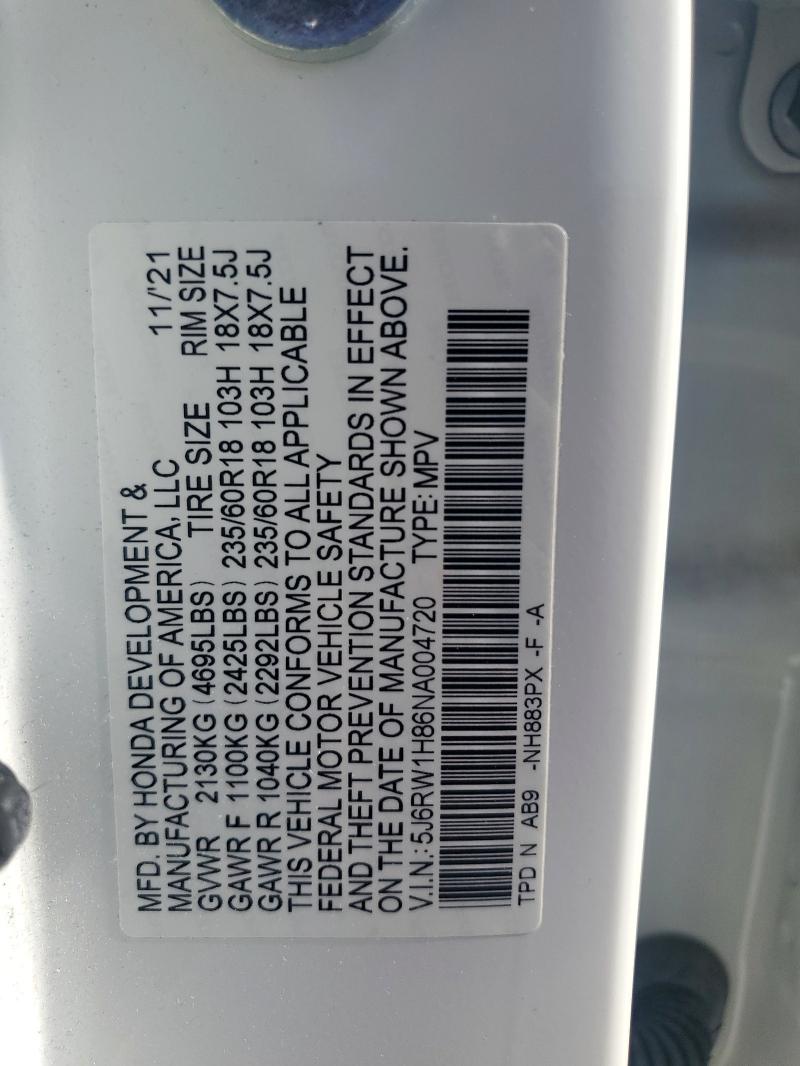 MFD. BY HONDA DEVELOPMENT &
MANUFACTURING OF AMERICA, LLC 11/'21
GVWR 2130KG (4695LBS) TIRE SIZE RIM SIZE
GAWR F 1100KG (2425LBS) 235/60R18 103H 18X7.5J
GAWR R 1040KG (2292LBS) 235/60R18 103H 18X7.5J
THIS VEHICLE CONFORMS TO ALL APPLICABLE
FEDERAL MOTOR VEHICLE SAFETY
AND THEFT PREVENTION STANDARDS IN EFFECT
ON THE DATE OF MANUFACTURE SHOWN ABOVE.
V.I.N.: 5J6RW1H86NA004720 TYPE: MPV
TPD N AB9 -NH883PX -F -A